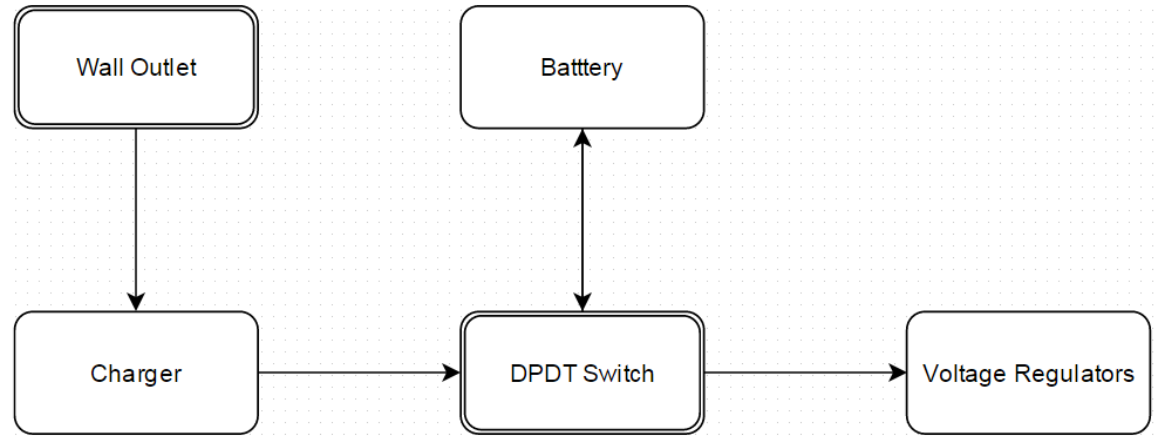 Wall Outlet
Batttery
Charger
DPDT Switch
Voltage Regulators